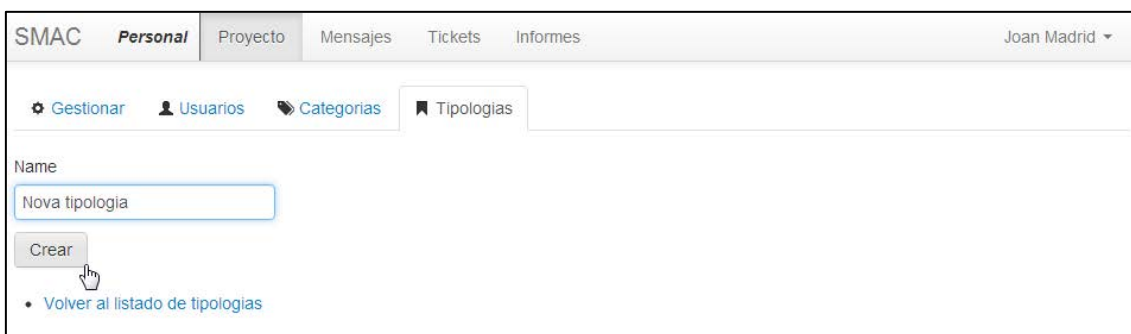 SMAC Personal Proyecto Mensajes Tickets Informes Joan Madrid
Gestionar Usuarios Categorias Tipologias
Name
Nova tipologia
Crear
Volver al listado de tipologias